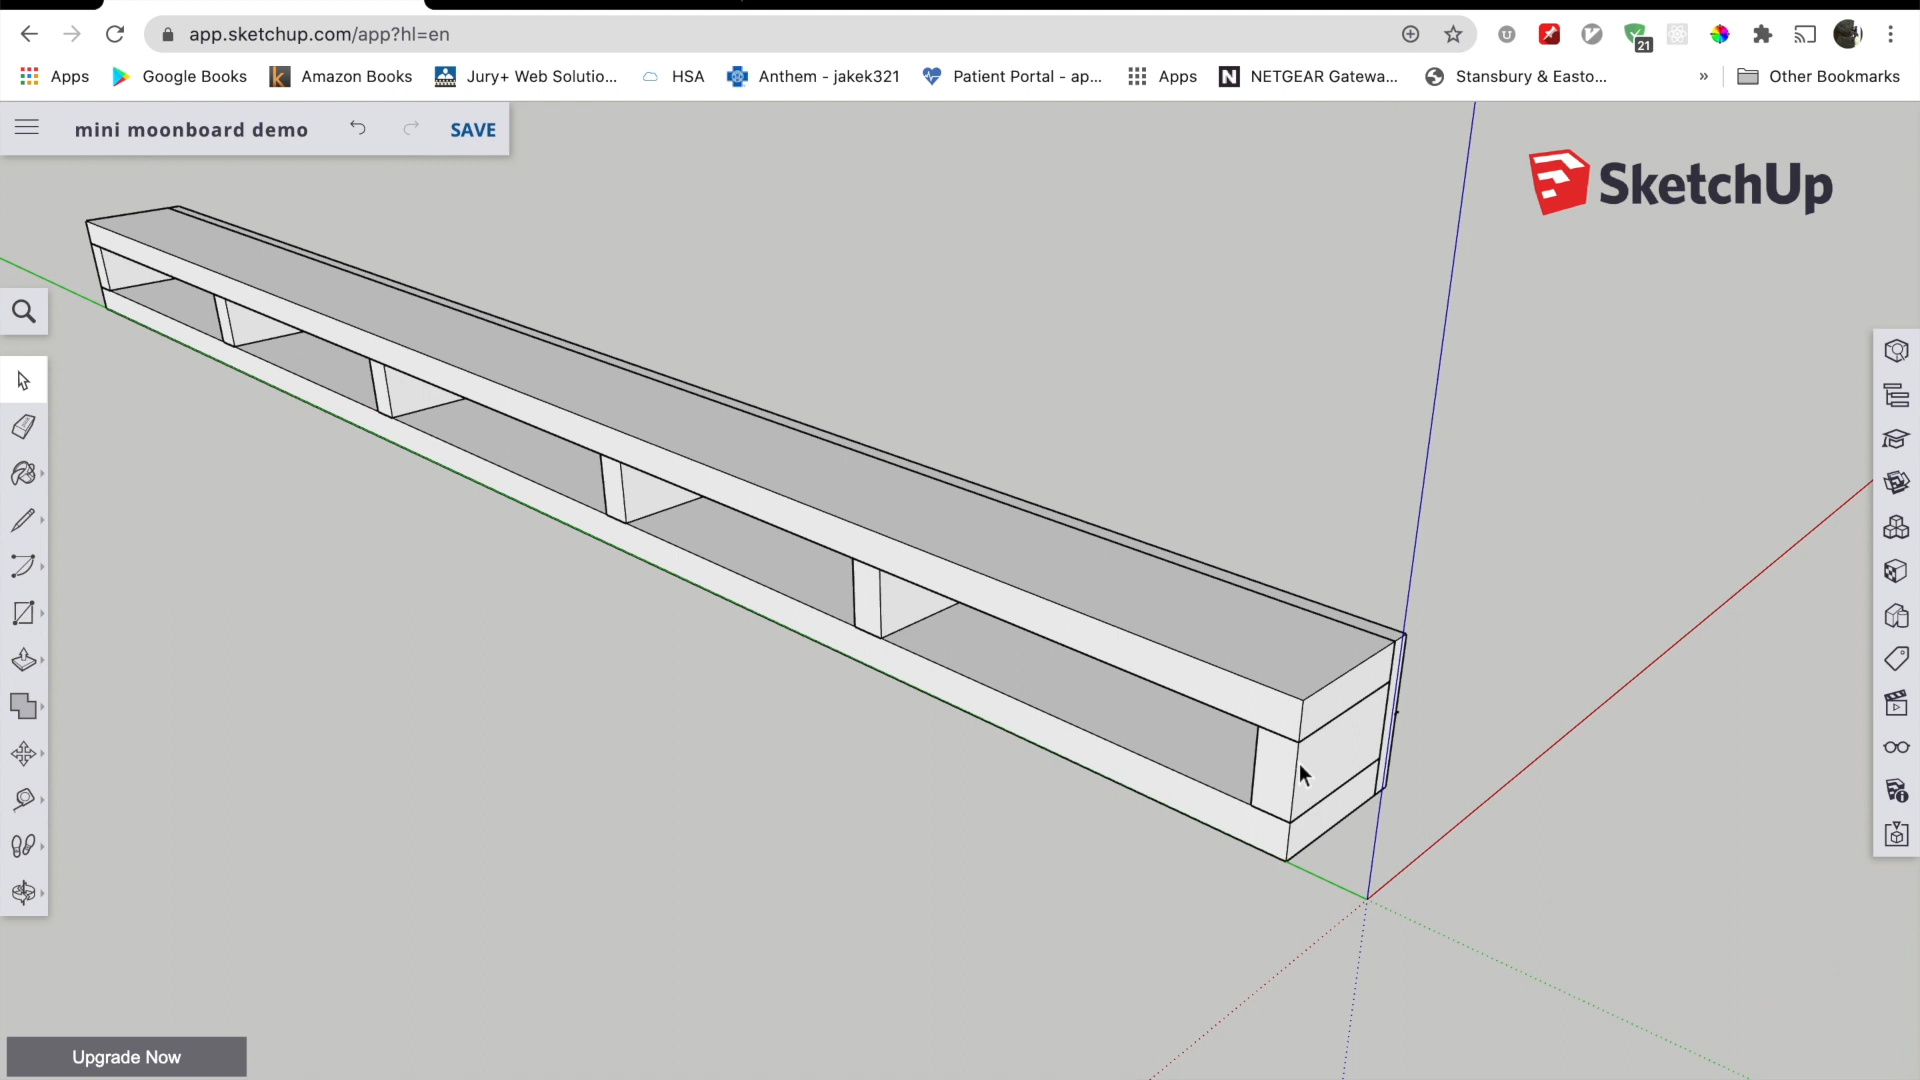 app.sketchup.com/app?hl=en
21
Apps Google Books Amazon Books Jury+ Web Solutio... HSA Anthem - jakek321 Patient Portal - ap... Apps NETGEAR Gatewa... Stansbury & Easto... » Other Bookmarks
mini moonboard demo SAVE
SketchUp
Upgrade Now